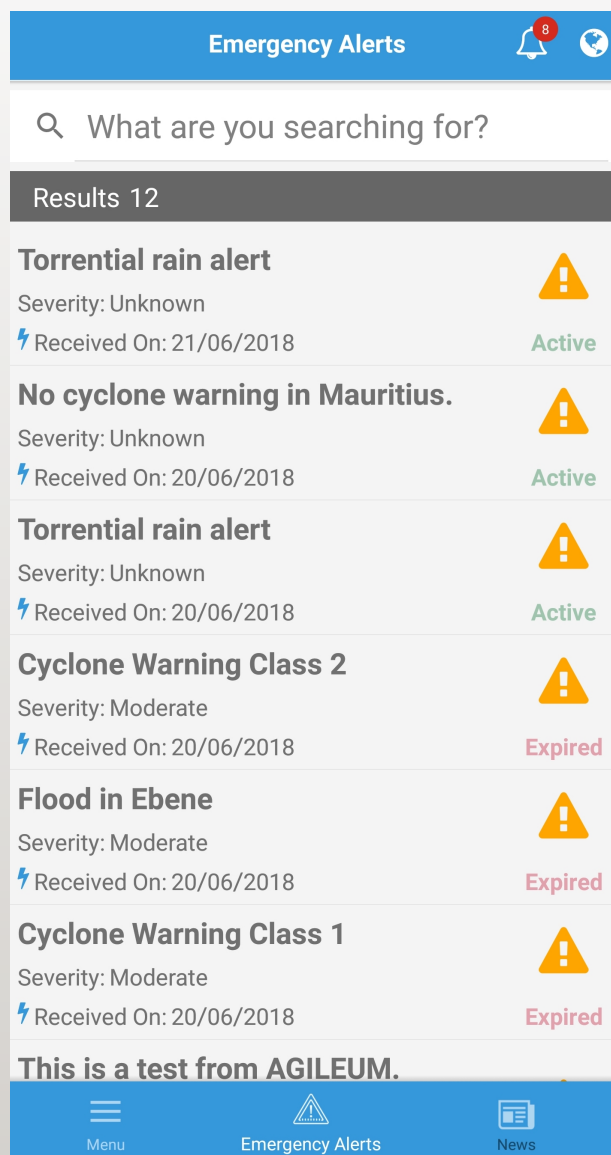 Emergency Alerts
8
What are you searching for?
Results 12
Torrential rain alert
Severity: Unknown
Received On: 21/06/2018
Active
No cyclone warning in Mauritius.
Severity: Unknown
Received On: 20/06/2018
Active
Torrential rain alert
Severity: Unknown
Received On: 20/06/2018
Active
Cyclone Warning Class 2
Severity: Moderate
Received On: 20/06/2018
Expired
Flood in Ebene
Severity: Moderate
Received On: 20/06/2018
Expired
Cyclone Warning Class 1
Severity: Moderate
Received On: 20/06/2018
Expired
This is a test from AGILEUM.
Menu
Emergency Alerts
News